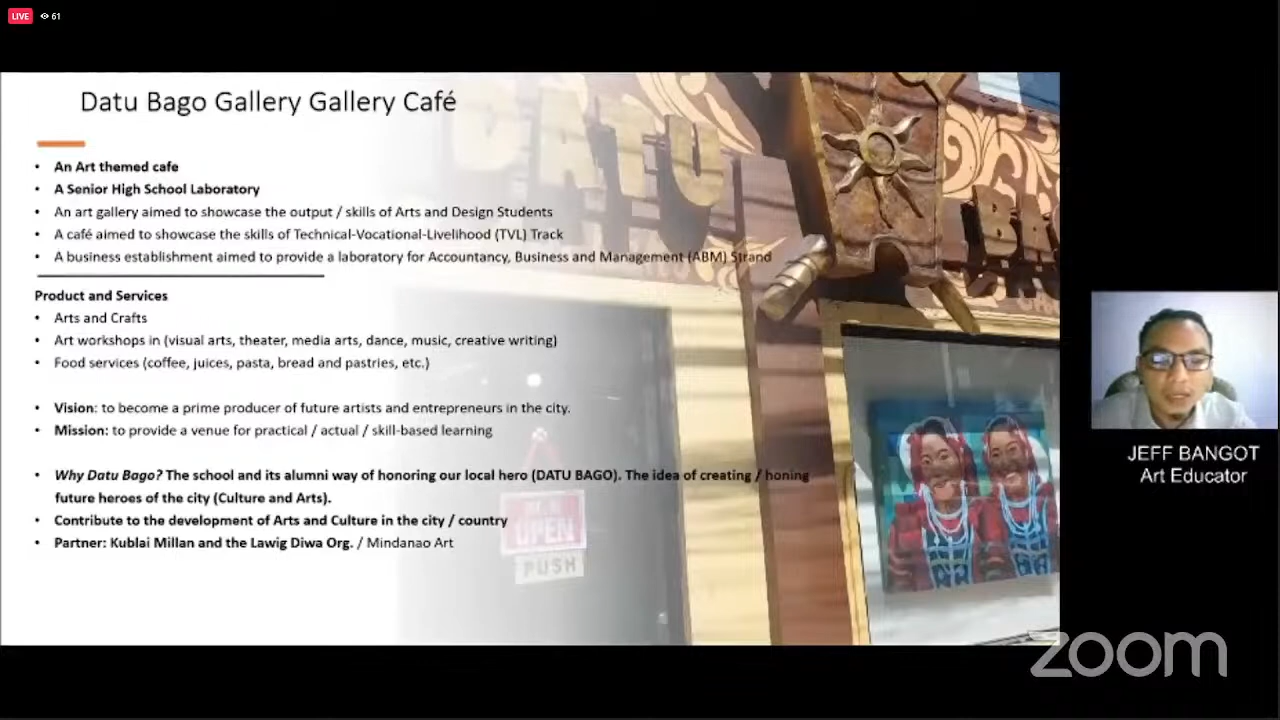 LIVE 61
Datu Bago Gallery Gallery Café
• An Art themed cafe
• A Senior High School Laboratory
• An art gallery aimed to showcase the output / skills of Arts and Design Students
• A café aimed to showcase the skills of Technical-Vocational-Livelihood (TVL) Track
• A business establishment aimed to provide a laboratory for Accountancy, Business and Management (ABM) Strand
Product and Services
• Arts and Crafts
• Art workshops in (visual arts, theater, media arts, dance, music, creative writing)
• Food services (coffee, juices, pasta, bread and pastries, etc.)
• Vision: to become a prime producer of future artists and entrepreneurs in the city.
• Mission: to provide a venue for practical / actual / skill-based learning
• Why Datu Bago? The school and its alumni way of honoring our local hero (DATU BAGO). The idea of creating / honing
future heroes of the city (Culture and Arts).
• Contribute to the development of Arts and Culture in the city / country
• Partner: Kublai Millan and the Lawig Diwa Org. / Mindanao Art
DATU
OPEN
PUSH
JEFF BANGOT
Art Educator
zoom